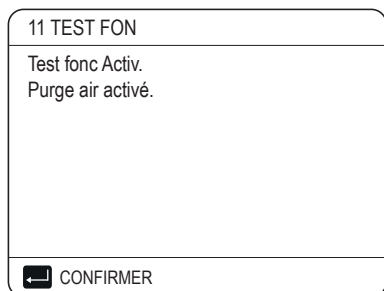 11 TEST FON
Test fonc Activ.
Purge air activé.
CONFIRMER